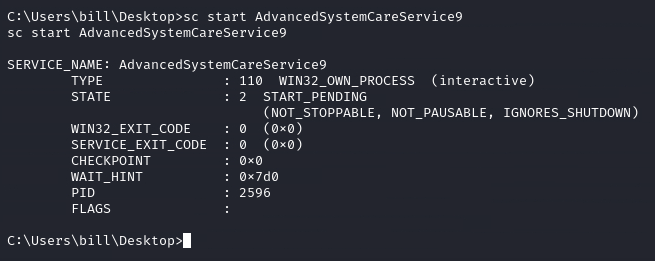 C:\Users\bill\Desktop>sc start AdvancedSystemCareService9
sc start AdvancedSystemCareService9
SERVICE_NAME: AdvancedSystemCareService9
TYPE : 110 WIN32_OWN_PROCESS (interactive)
STATE : 2 START_PENDING
(NOT_STOPPABLE, NOT_PAUSABLE, IGNORES_SHUTDOWN)
WIN32_EXIT_CODE : 0 (0×0)
SERVICE_EXIT_CODE : 0 (0×0)
CHECKPOINT : 0×0
WAIT_HINT : 0×7d0
PID : 2596
FLAGS :
C:\Users\bill\Desktop>